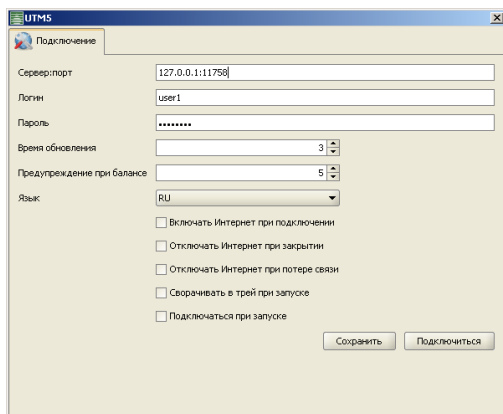 UTM5
Подключение
Сервер:порт 127.0.0.1:11758
Логин user1
Пароль ••••••••
Время обновления 3
Предупреждение при балансе 5
Язык RU
Включать Интернет при подключении
Отключать Интернет при закрытии
Отключать Интернет при потере связи
Сворачивать в трей при запуске
Подключаться при запуске
Сохранить Подключиться